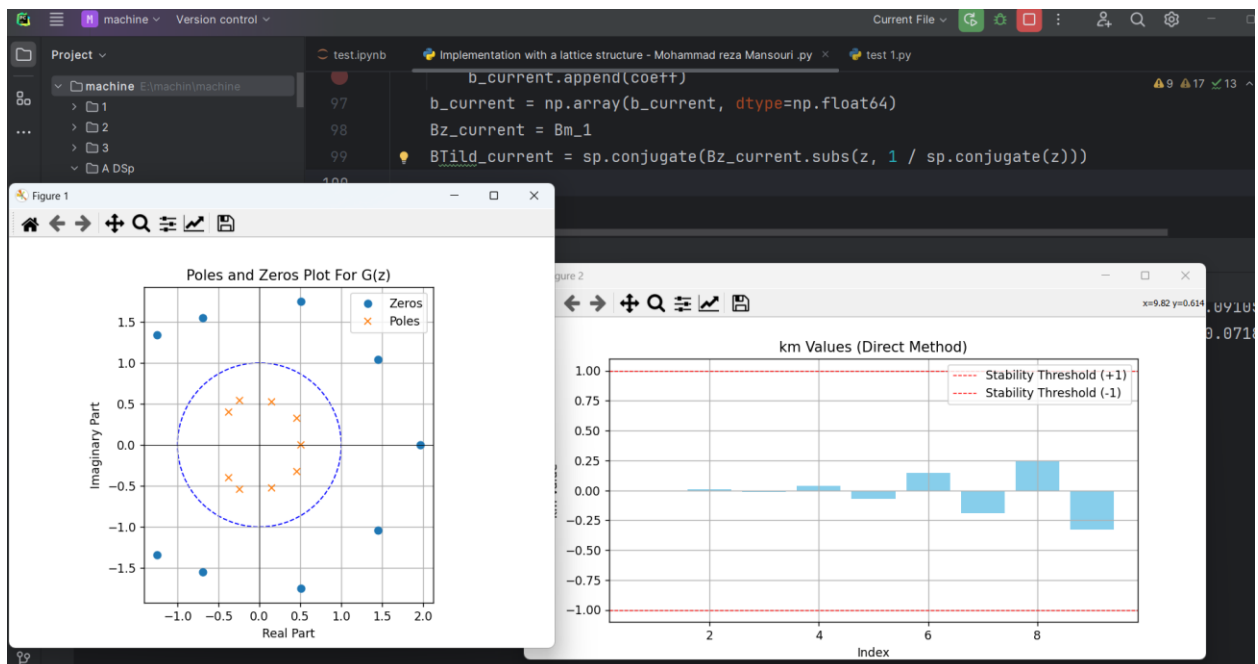 M machine Version control Current File
Project
test.ipynb Implementation with a lattice structure - Mohammad reza Mansouri .py × test 1.py
machine E:\machin\machine
1
2
3
A DSp
b_current.append(coeff)
9 17 13
97 b_current = np.array(b_current, dtype=np.float64)
98 Bz_current = Bm_1
99 BTild_current = sp.conjugate(Bz_current.subs(z, 1 / sp.conjugate(z)))
Figure 1
Poles and Zeros Plot For G(z)
Zeros
Poles
Imaginary Part
1.5
1.0
0.5
0.0
−0.5
−1.0
−1.5
−1.0 −0.5 0.0 0.5 1.0 1.5 2.0
Real Part
gure 2
x=9.82 y=0.614
km Values (Direct Method)
Stability Threshold (+1)
Stability Threshold (-1)
1.00
0.75
0.50
0.25
0.00
−0.25
−0.50
−0.75
−1.00
2 4 6 8
Index